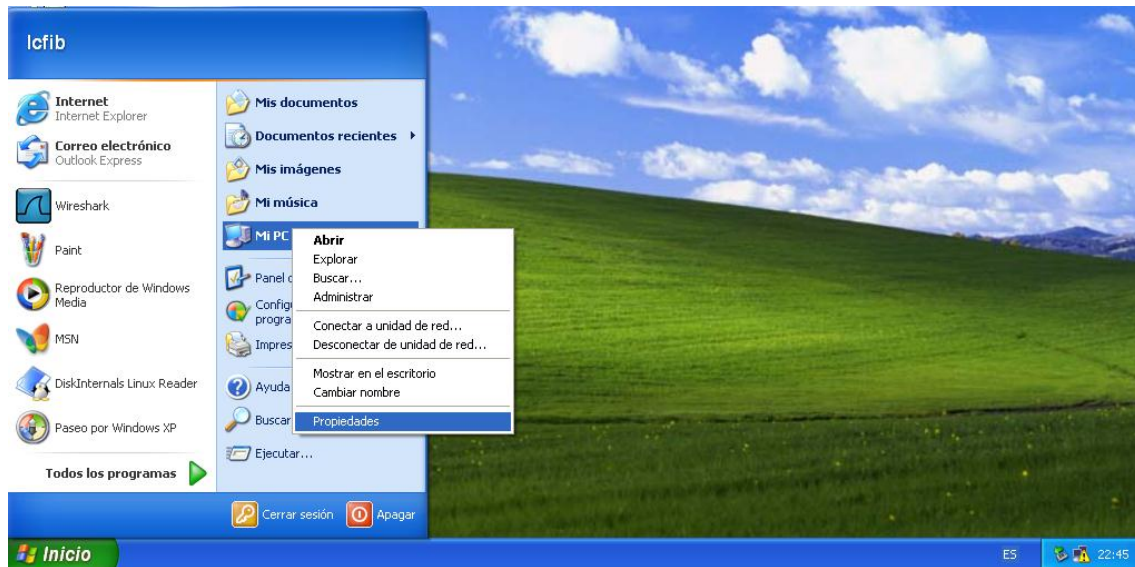 lcfib
Internet
Internet Explorer
Correo electrónico
Outlook Express
Wireshark
Paint
Reproductor de Windows
Media
MSN
DiskInternals Linux Reader
Paseo por Windows XP
Todos los programas
Mis documentos
Documentos recientes
Mis imágenes
Mi música
Mi PC
Panel
Ayuda
Buscar
Ejecutar...
Abrir
Explorar
Buscar...
Administrar
Conectar a unidad de red...
Desconectar de unidad de red...
Mostrar en el escritorio
Cambiar nombre
Propiedades
Cerrar sesión
Apagar
Inicio
ES
22:45